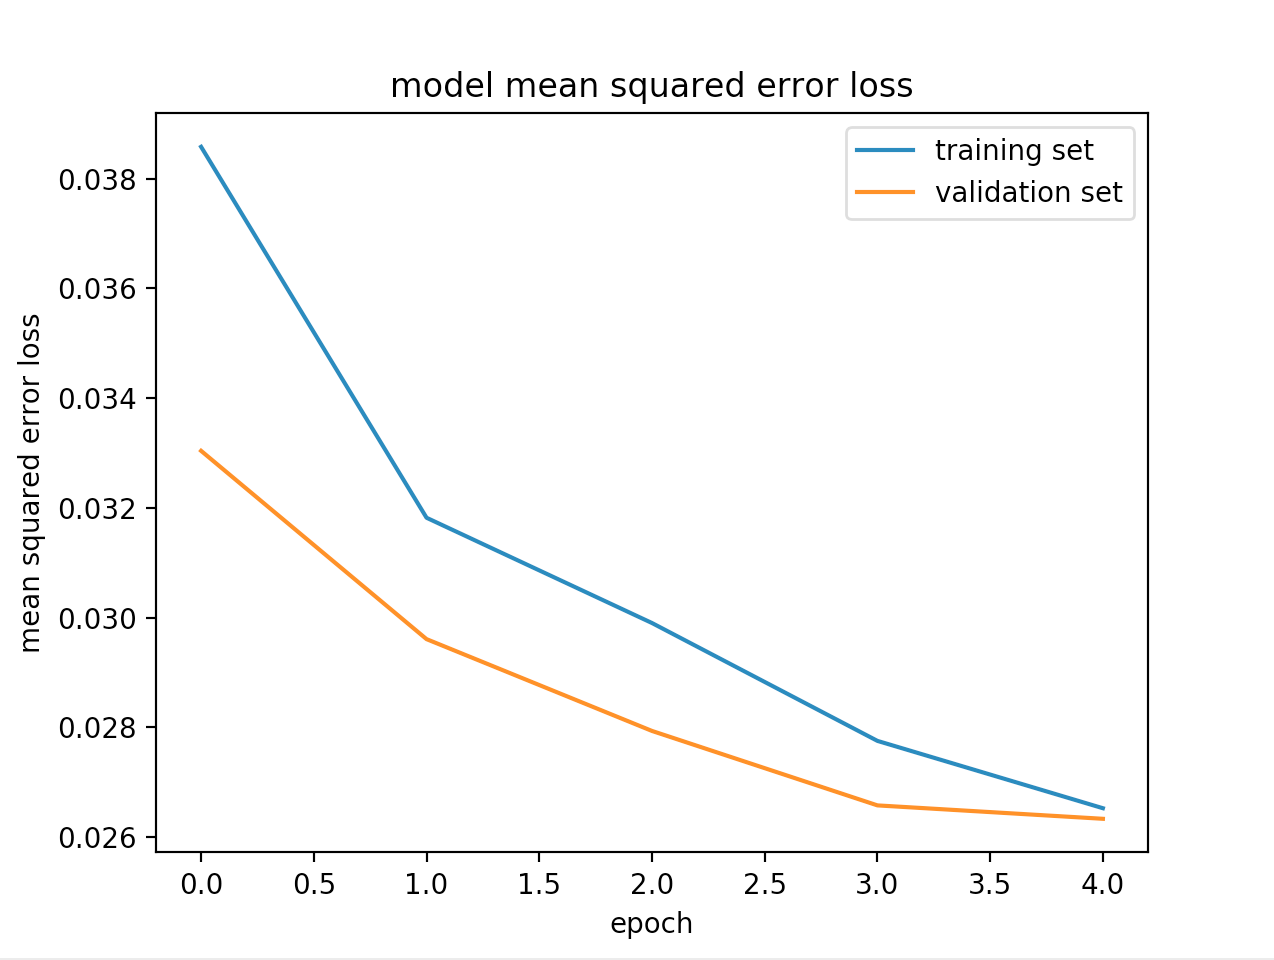 model mean squared error loss
training set
validation set
0.038
0.036
0.034
0.032
0.030
0.028
0.026
mean squared error loss
0.0 0.5 1.0 1.5 2.0 2.5 3.0 3.5 4.0
epoch